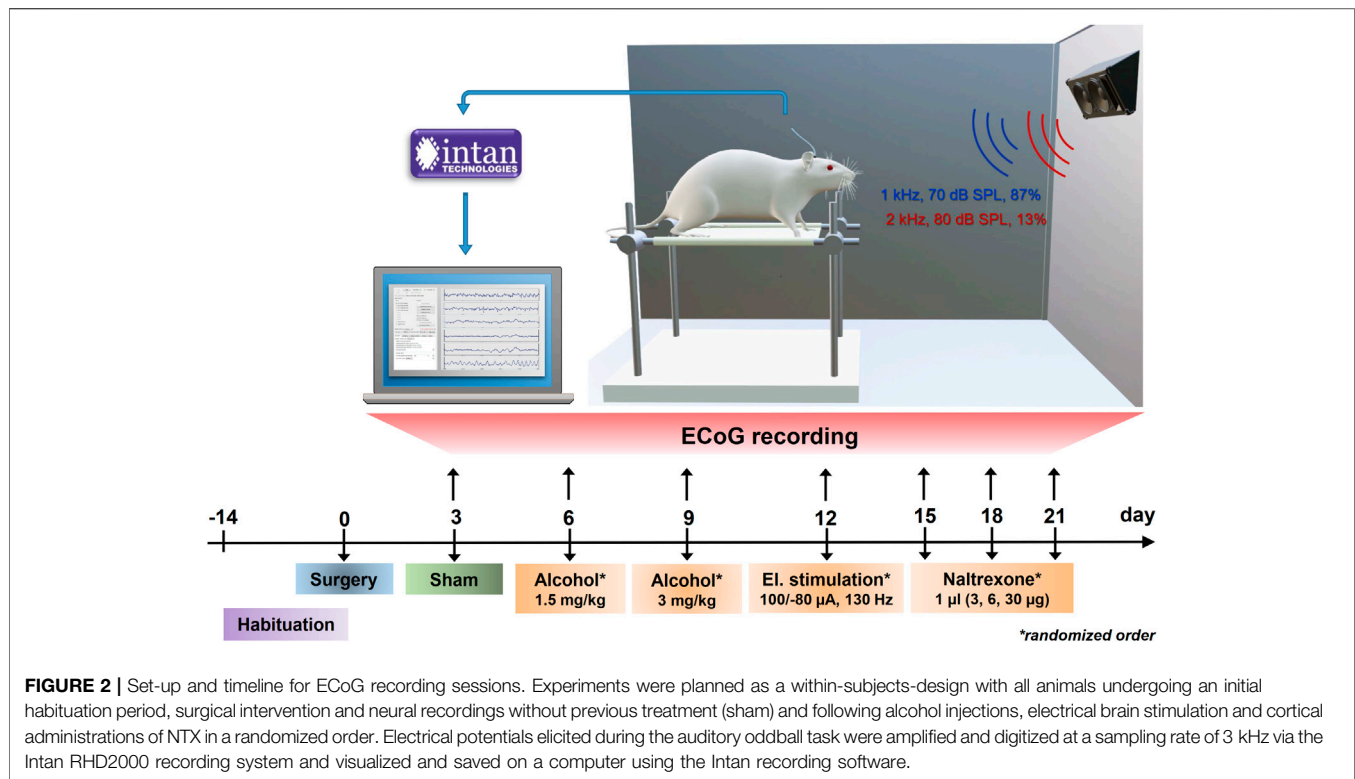 intan
TECHNOLOGIES
1 kHz, 70 dB SPL, 87%
2 kHz, 80 dB SPL, 13%
ECoG recording
-14 0 3 6 9 12 15 18 21 day
Surgery Sham Alcohol* Alcohol* El. stimulation* Naltrexone*
1.5 mg/kg 3 mg/kg 100/-80 µA, 130 Hz 1 µl (3, 6, 30 µg)
Habituation
*randomized order
FIGURE 2 | Set-up and timeline for ECoG recording sessions. Experiments were planned as a within-subjects-design with all animals undergoing an initial
habituation period, surgical intervention and neural recordings without previous treatment (sham) and following alcohol injections, electrical brain stimulation and cortical
administrations of NTX in a randomized order. Electrical potentials elicited during the auditory oddball task were amplified and digitized at a sampling rate of 3 kHz via the
Intan RHD2000 recording system and visualized and saved on a computer using the Intan recording software.